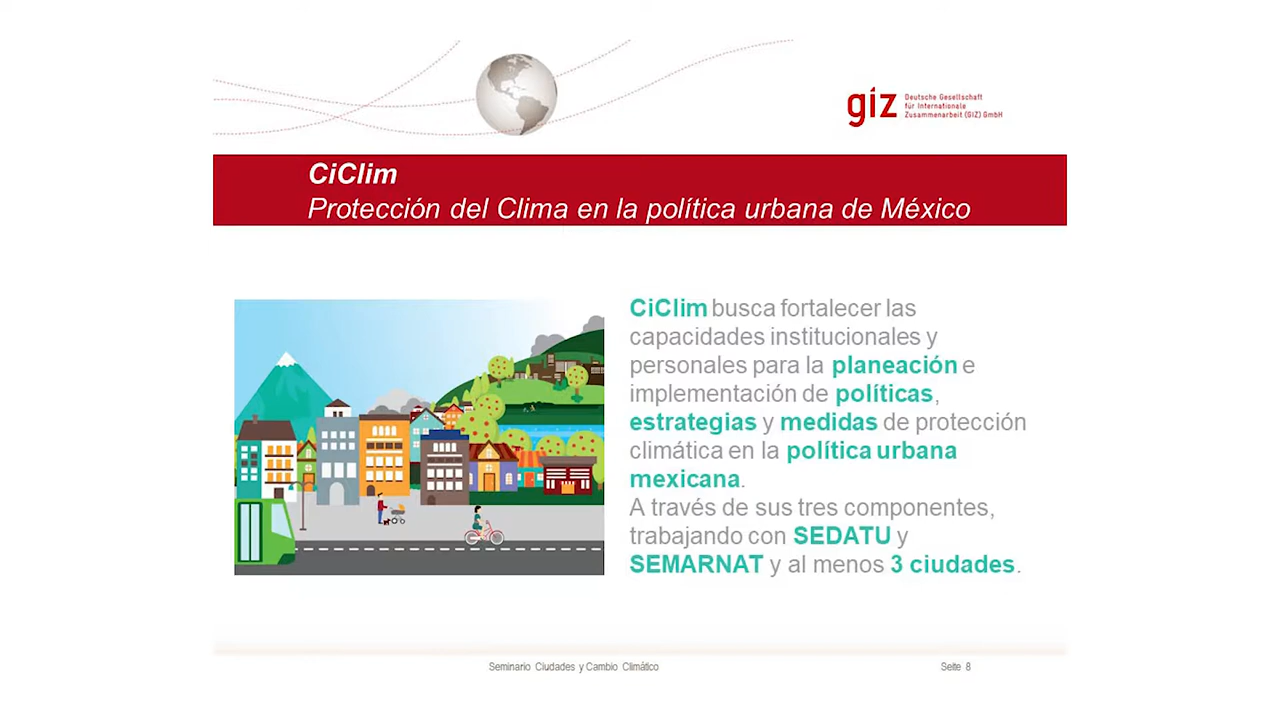 giz
Deutsche Gesellschaft
für Internationale
Zusammenarbeit (GIZ) GmbH
CiClim
Protección del Clima en la política urbana de México
CiClim busca fortalecer las
capacidades institucionales y
personales para la planeación e
implementación de políticas,
estrategias y medidas de protección
climática en la política urbana
mexicana.
A través de sus tres componentes,
trabajando con SEDATU y
SEMARNAT y al menos 3 ciudades.
Seminario Ciudades y Cambio Climático
Seite 8